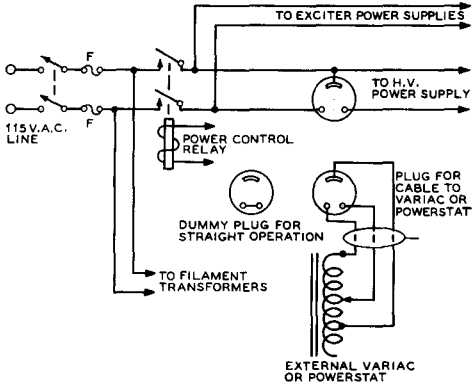 TO EXCITER POWER SUPPLIES
F
TO H.V.
POWER SUPPLY
F
115 V. A.C.
LINE
POWER CONTROL
RELAY
PLUG FOR
CABLE TO
VARIAC OR
POWERSTAT
DUMMY PLUG FOR
STRAIGHT OPERATION
TO FILAMENT
TRANSFORMERS
EXTERNAL VARIAC
OR POWERSTAT